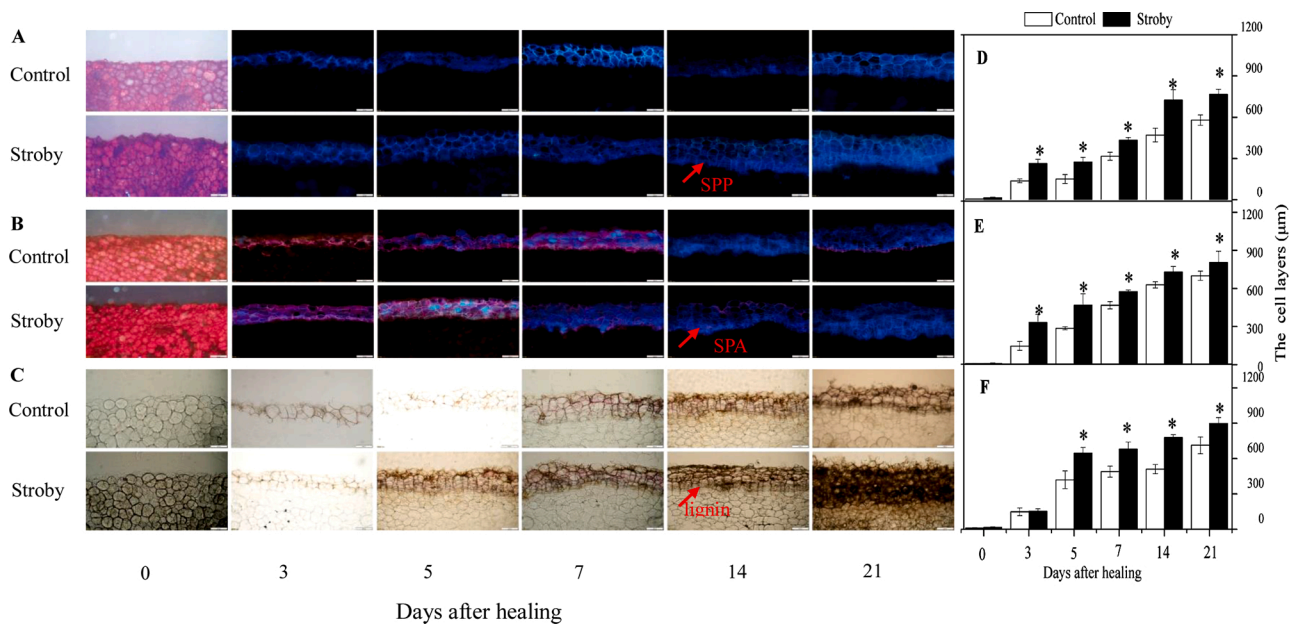 Control Stroby
A
Control
Stroby
SPP
B
Control
Stroby
SPA
C
Control
Stroby
lignin
0 3 5 7 14 21
Days after healing
D
* * * * *
1200
900
600
300
0
E
* * * * *
1200
900
600
300
0
F
* * * *
1200
900
600
300
0
The cell layers (μm)
0 3 5 7 14 21
Days after healing